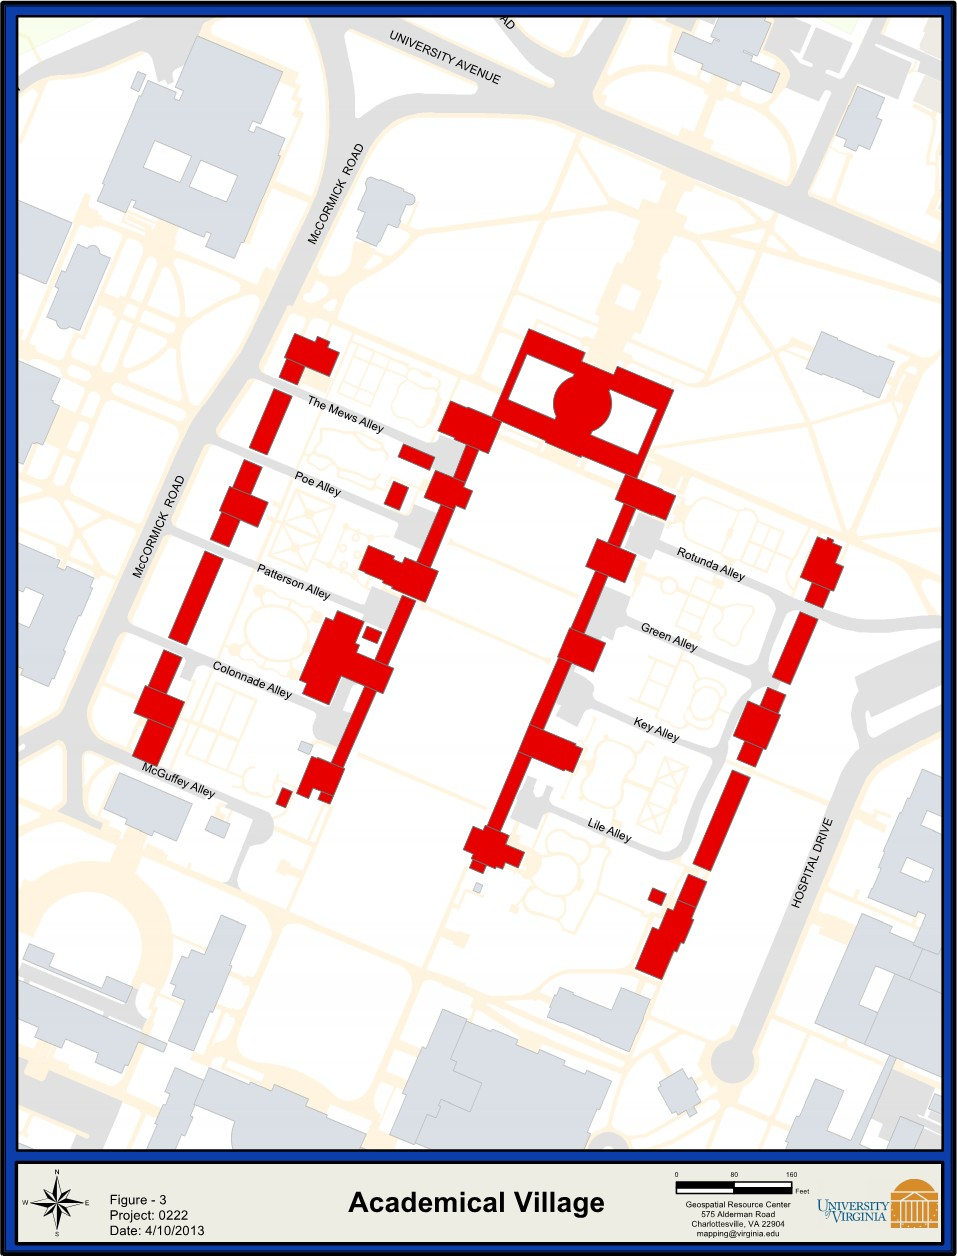 AD
UNIVERSITY AVENUE
McCORMICK ROAD
The Mews Alley
Poe Alley
McCORMICK ROAD
Rotunda Alley
Patterson Alley
Green Alley
Colonnade Alley
Key Alley
McGuffey Alley
Lile Alley
HOSPITAL DRIVE
N
W
E
S
Figure - 3
Project: 0222
Date: 4/10/2013
Academical Village
0
80
160
Feet
Geospatial Resource Center
575 Alderman Road
Charlottesville, VA 22904
mapping@virginia.edu
UNIVERSITY
of VIRGINIA